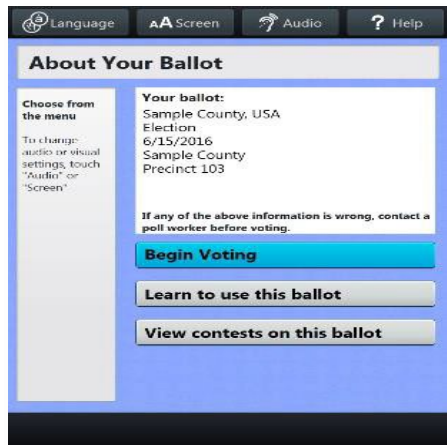 Language
AA Screen
Audio
? Help
About Your Ballot
Choose from
the menu
To change
audio or visual
settings, touch
"Audio" or
"Screen"
Your ballot:
Sample County, USA
Election
6/15/2016
Sample County
Precinct 103
If any of the above information is wrong, contact a
poll worker before voting.
Begin Voting
Learn to use this ballot
View contests on this ballot